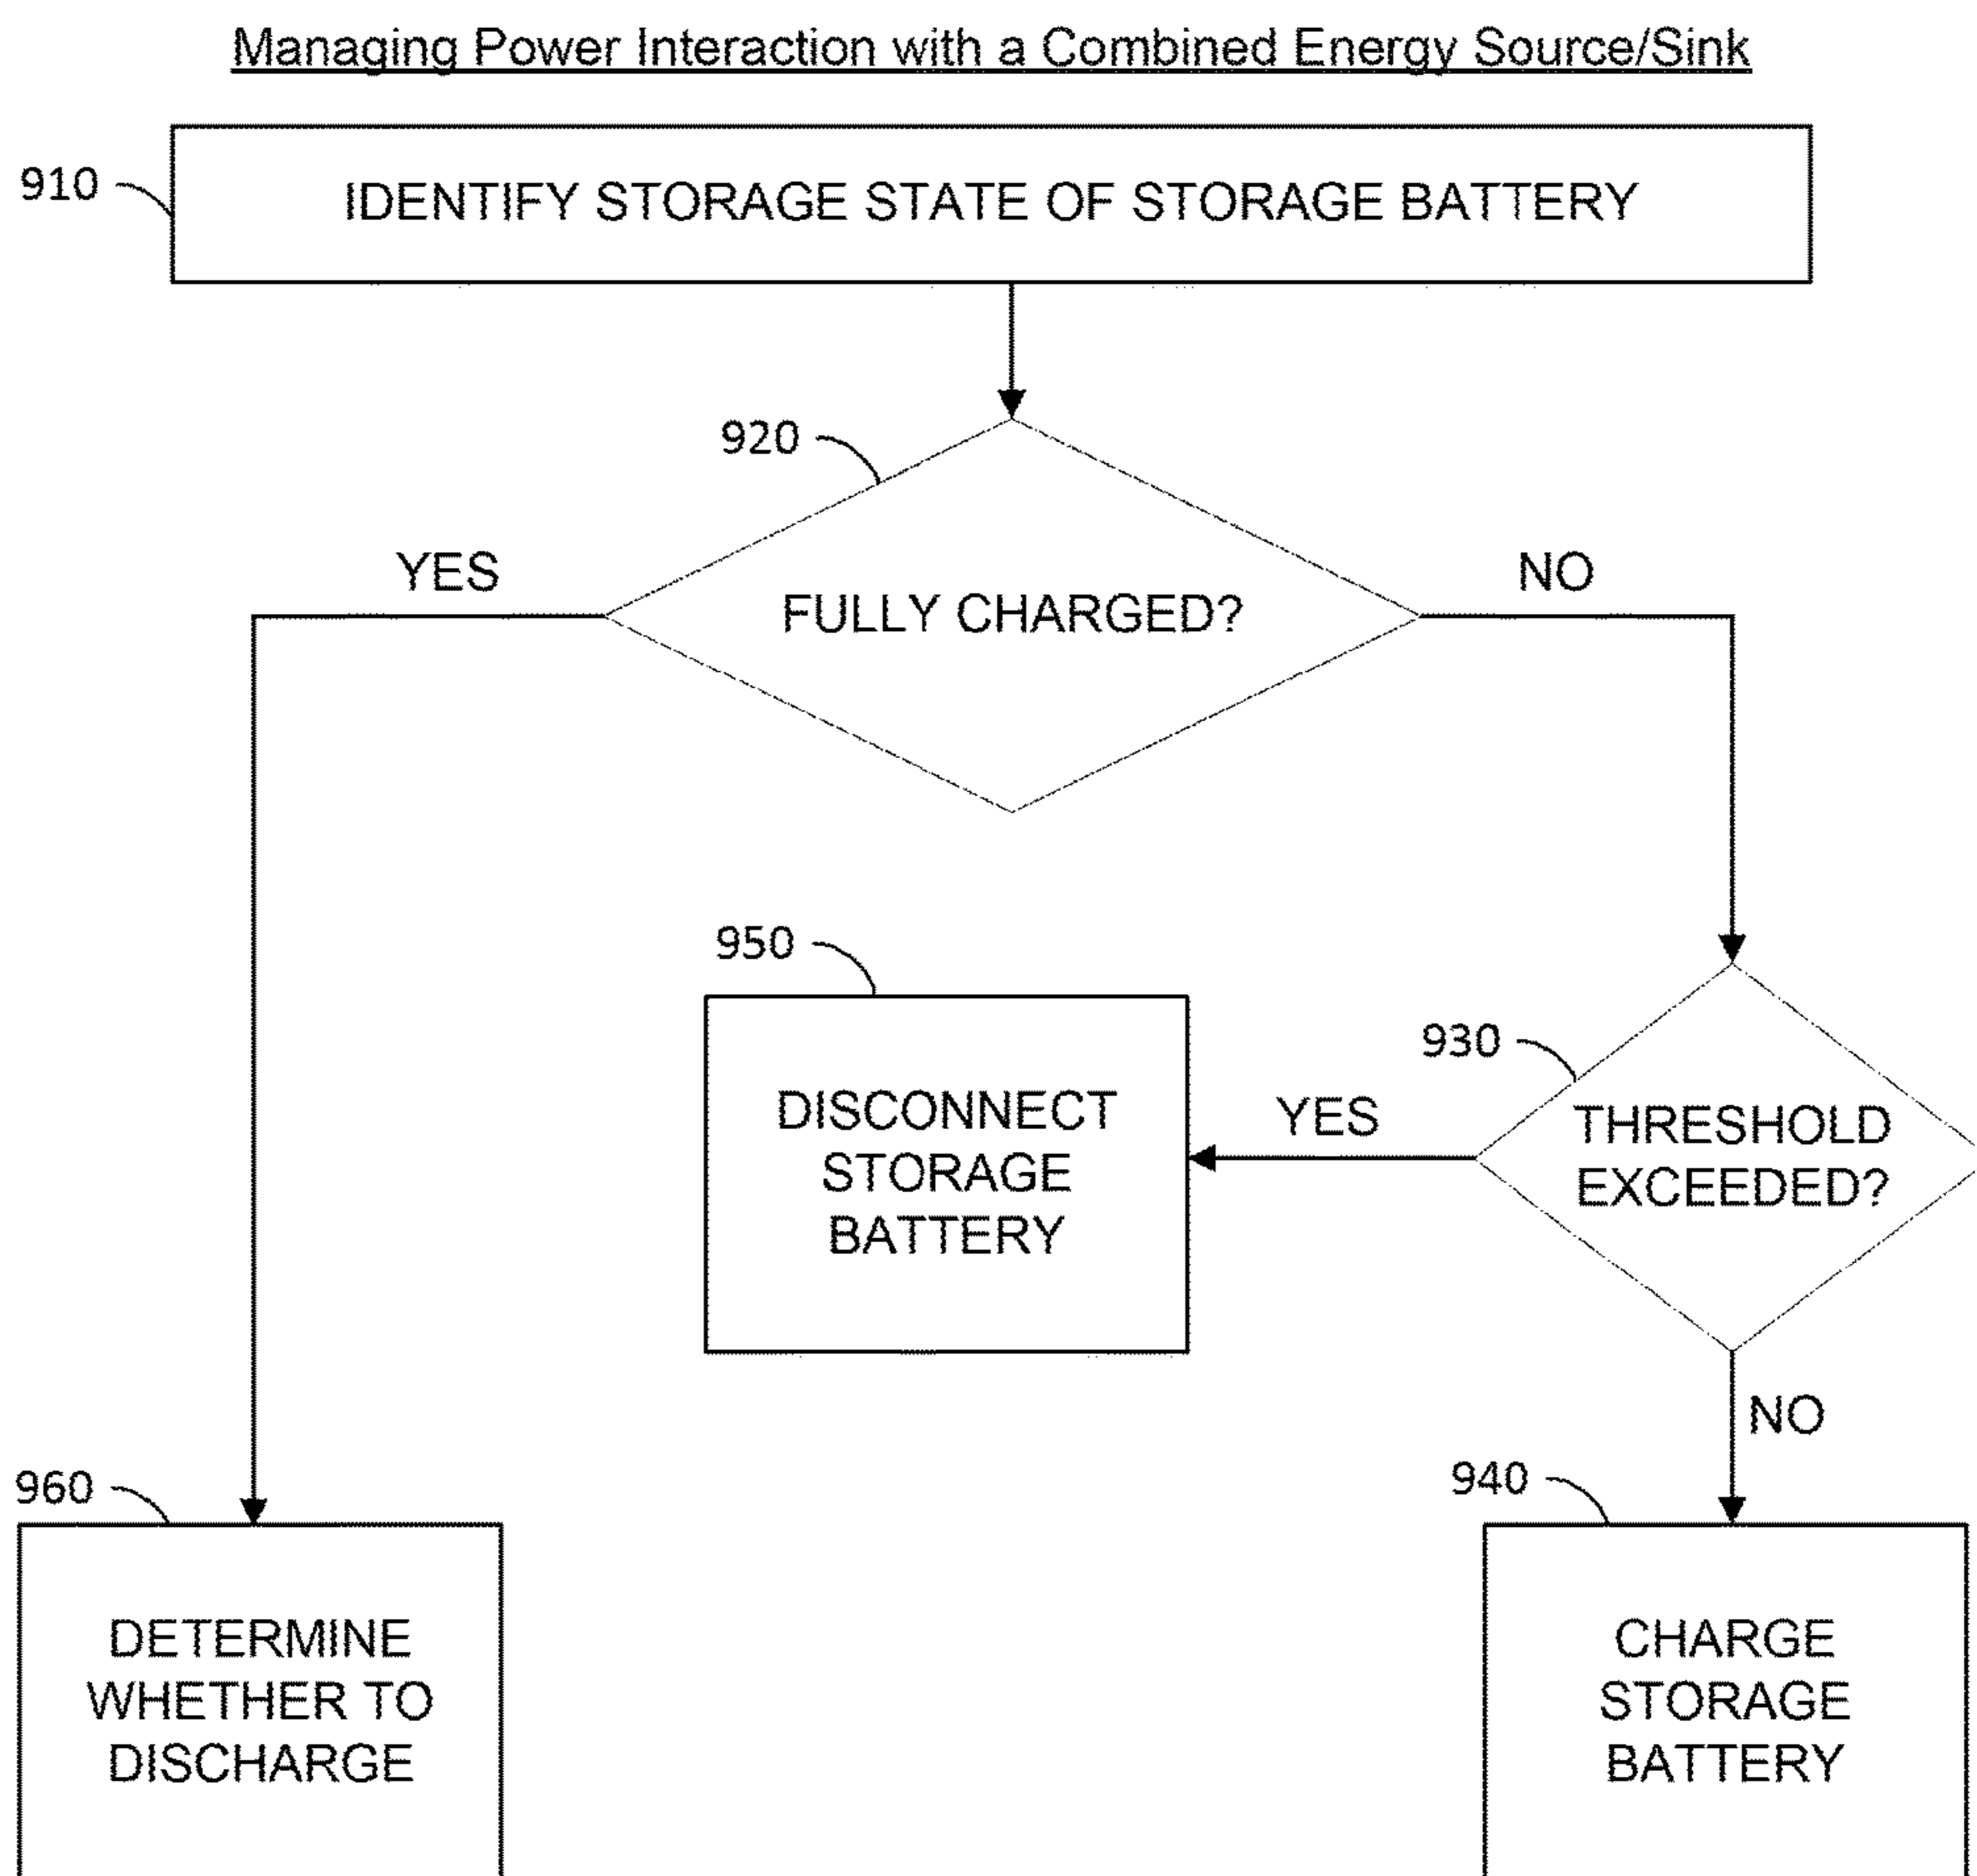 Managing Power Interaction with a Combined Energy Source/Sink
910
IDENTIFY STORAGE STATE OF STORAGE BATTERY
920
YES
FULLY CHARGED?
NO
950
DISCONNECT
STORAGE
BATTERY
YES
930
THRESHOLD
EXCEEDED?
NO
960
DETERMINE
WHETHER TO
DISCHARGE
940
CHARGE
STORAGE
BATTERY